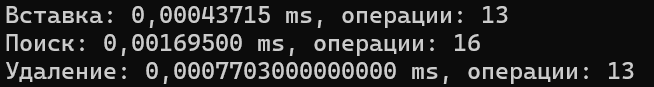 Вставка: 0,00043715 ms, операции: 13
Поиск: 0,00169500 ms, операции: 16
Удаление: 0,0007703000000000 ms, операции: 13